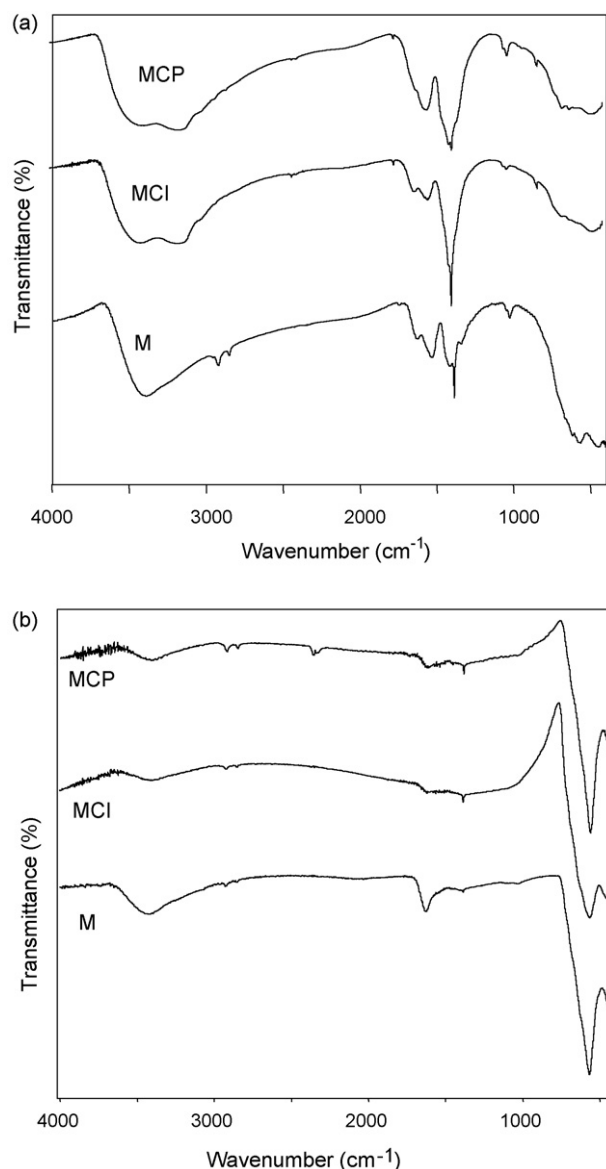 (a)
MCP
MCI
M
Transmittance (%)
4000 3000 2000 1000
Wavenumber (cm⁻¹)
(b)
MCP
MCI
M
Transmittance (%)
4000 3000 2000 1000
Wavenumber (cm⁻¹)